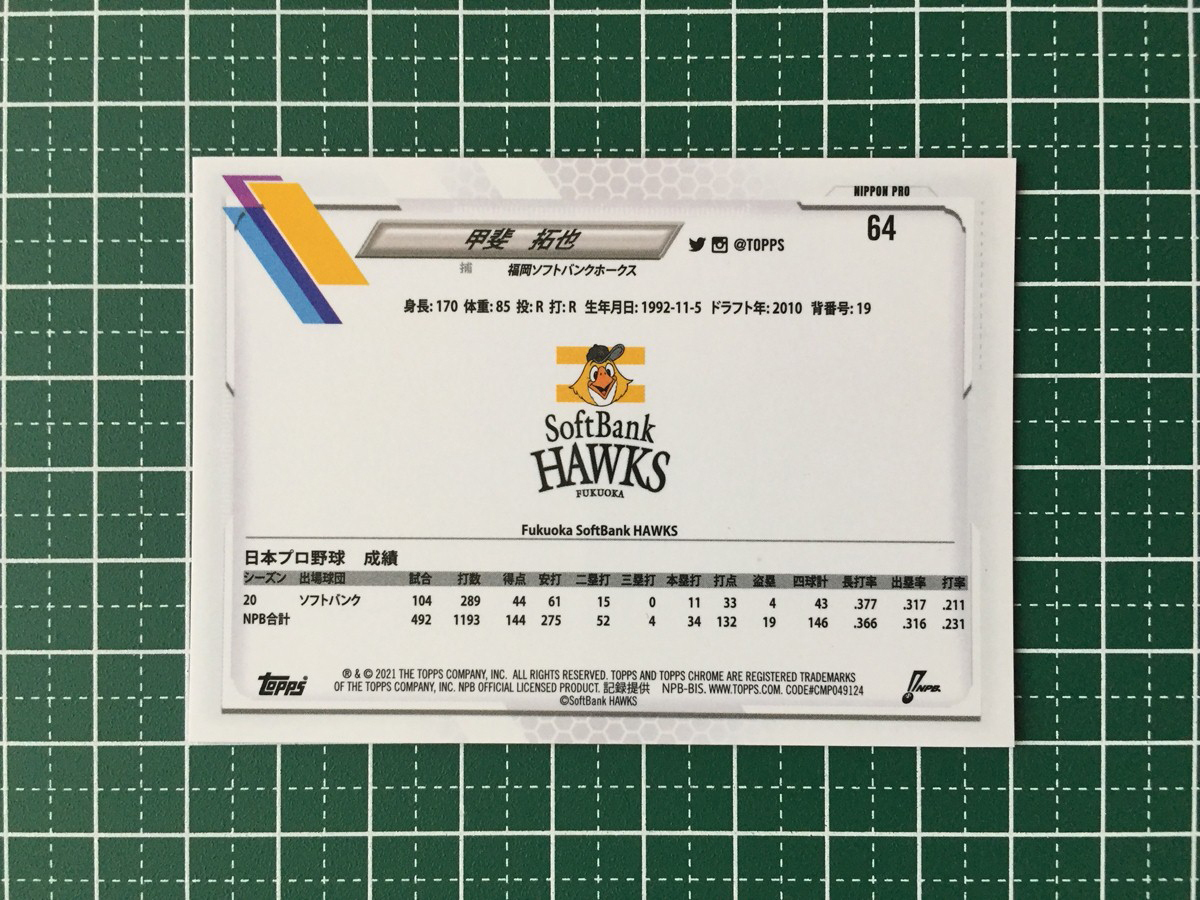 NIPPON PRO
64
甲斐 拓也
@TOPPS
捕 福岡ソフトバンクホークス
身長: 170 体重: 85 投: R 打: R 生年月日: 1992-11-5 ドラフト年: 2010 背番号: 19
SoftBank
HAWKS
FUKUOKA
Fukuoka SoftBank HAWKS
日本プロ野球 成績
シーズン 出場球団 試合 打数 得点 安打 二塁打 三塁打 本塁打 打点 盗塁 四球計 長打率 出塁率 打率
20 ソフトバンク 104 289 44 61 15 0 11 33 4 43 .377 .317 .211
NPB合計 492 1193 144 275 52 4 34 132 19 146 .366 .316 .231
topps®
® & © 2021 THE TOPPS COMPANY, INC. ALL RIGHTS RESERVED. TOPPS AND TOPPS CHROME ARE REGISTERED TRADEMARKS
OF THE TOPPS COMPANY, INC. NPB OFFICIAL LICENSED PRODUCT. 記録提供 NPB-BIS. WWW.TOPPS.COM. CODE#CMP049124
©SoftBank HAWKS
NPB.